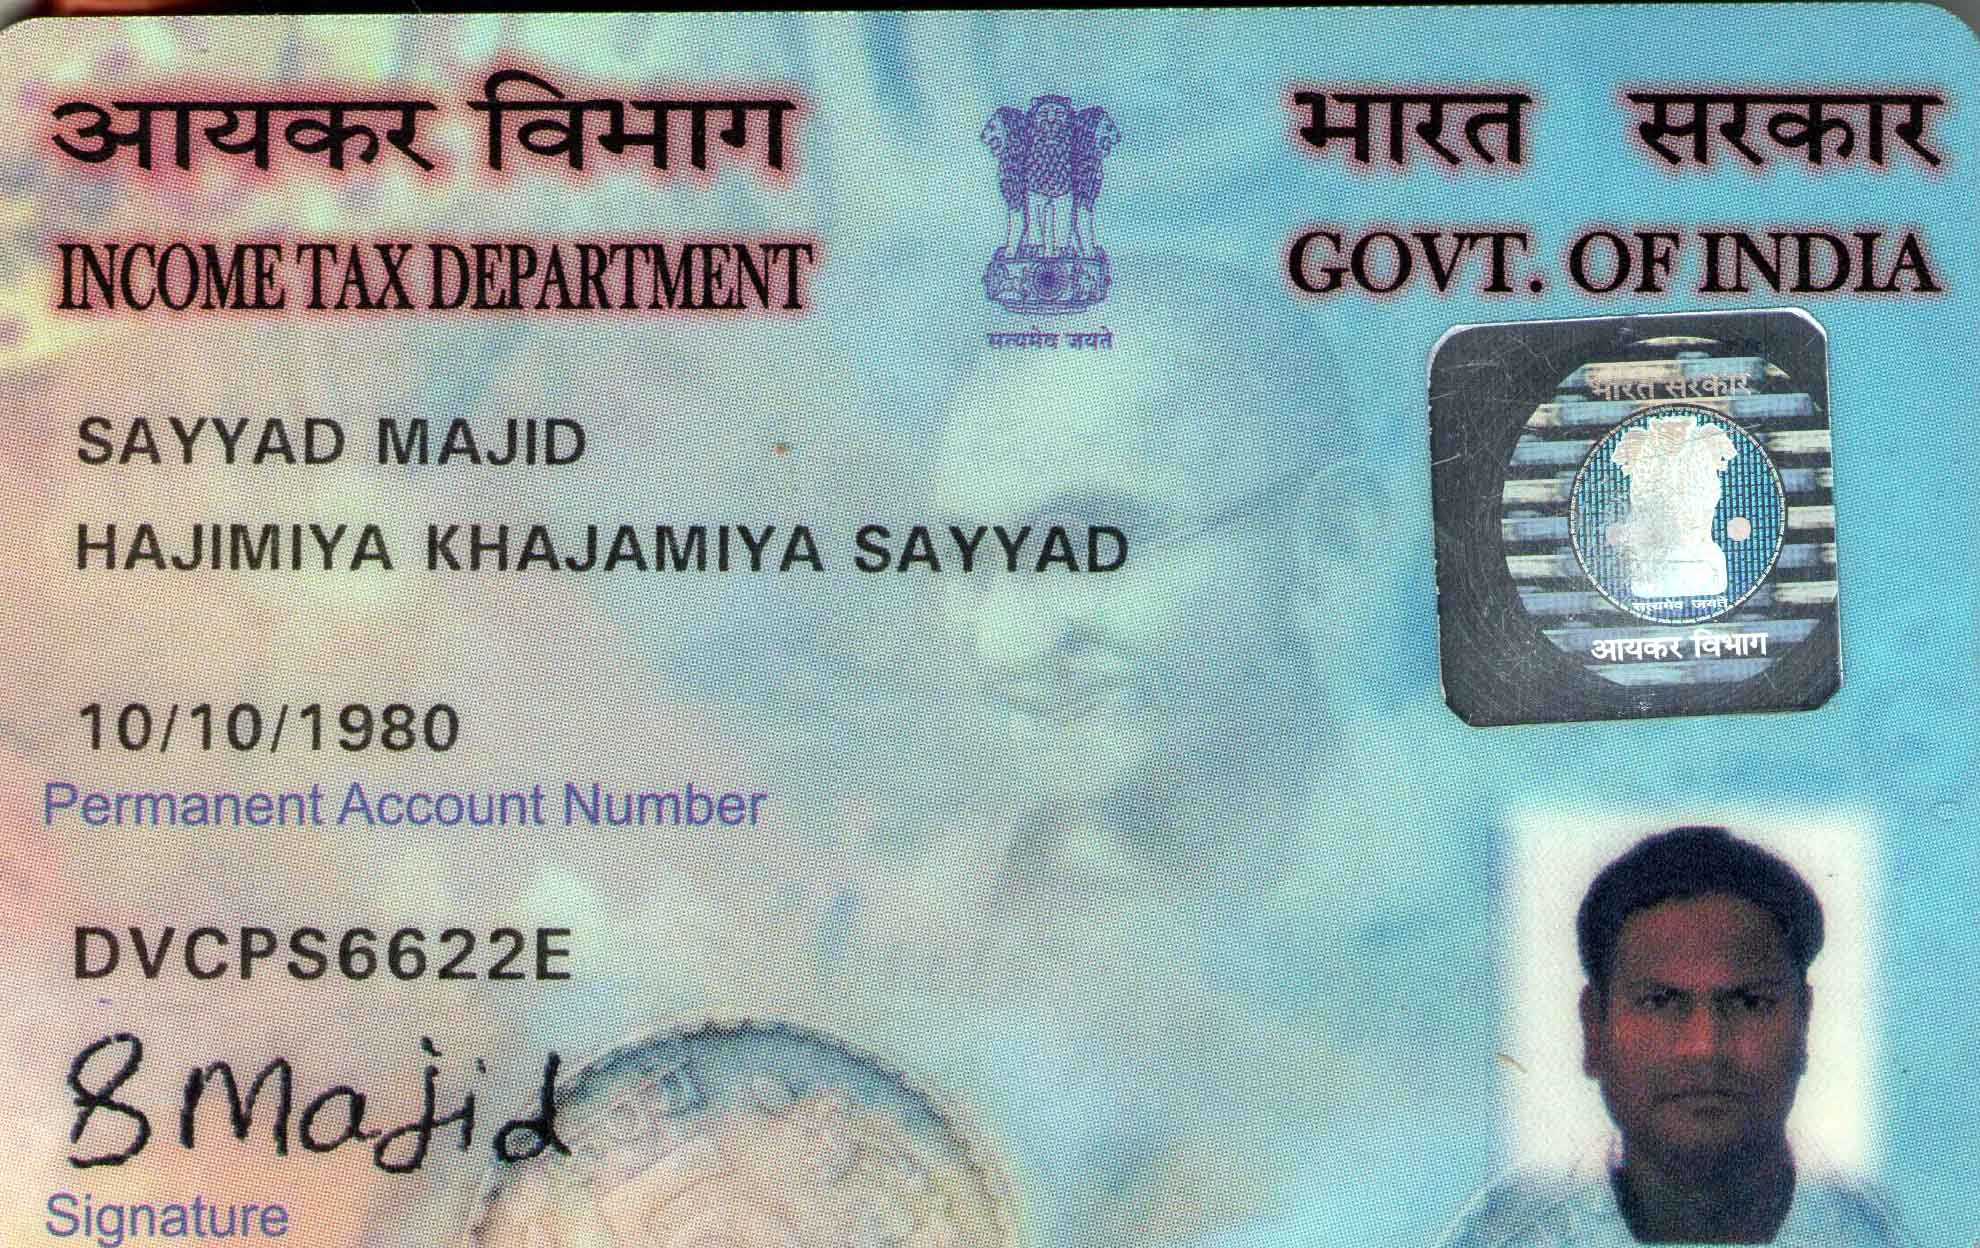 आयकर विभाग
INCOME TAX DEPARTMENT
सत्यमेव जयते
भारत सरकार
GOVT. OF INDIA
भारत सरकार
सत्यमेव जयते
आयकर विभाग
SAYYAD MAJID
HAJIMIYA KHAJAMIYA SAYYAD
10/10/1980
Permanent Account Number
DVCPS6622E
S Majid
Signature